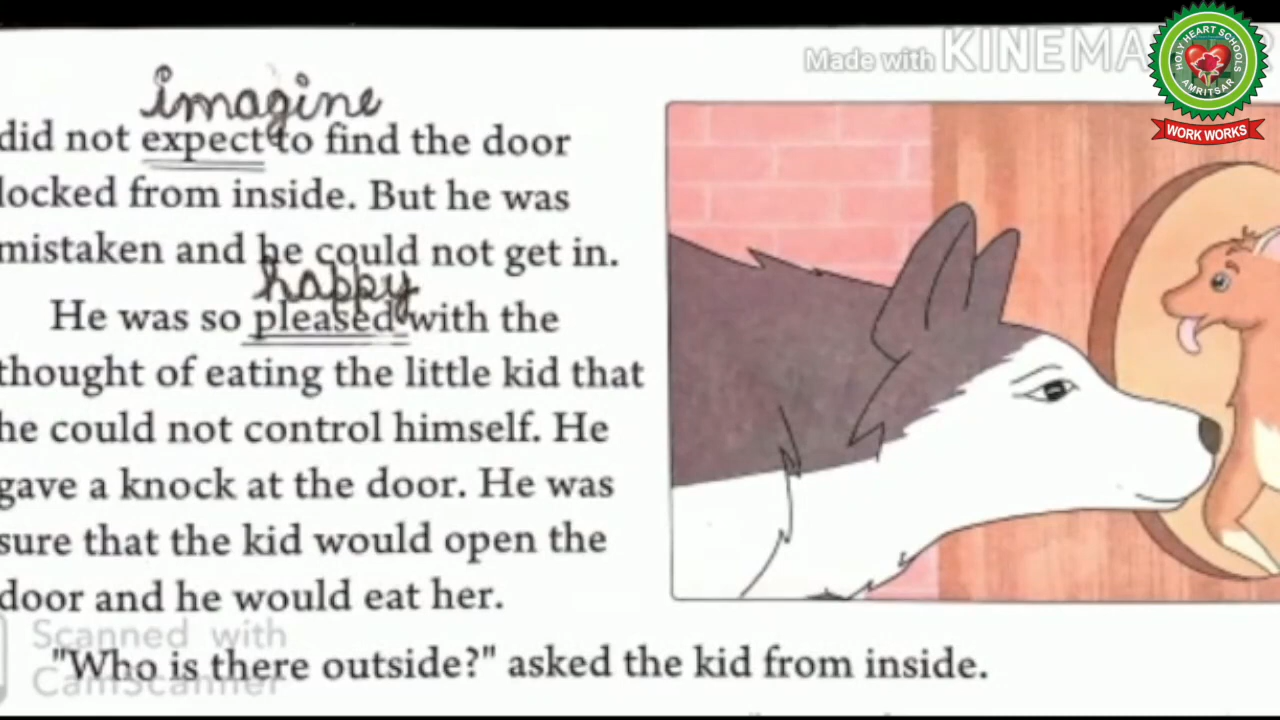 Made with KINEMA
HOLY HEART SCHOOLS
AMRITSAR
WORK WORKS
imagine
did not expect to find the door
locked from inside. But he was
mistaken and he could not get in.
happy
He was so pleased with the
thought of eating the little kid that
he could not control himself. He
gave a knock at the door. He was
sure that the kid would open the
door and he would eat her.
Scanned with
CamScanner
"Who is there outside?" asked the kid from inside.